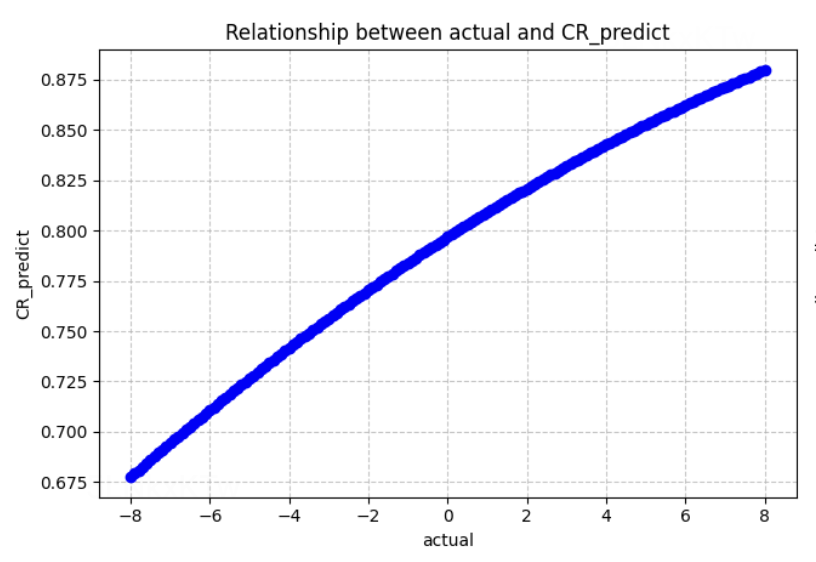 Relationship between actual and CR_predict
0.875
0.850
0.825
0.800
0.775
0.750
0.725
0.700
0.675
CR_predict
−8 −6 −4 −2 0 2 4 6 8
actual